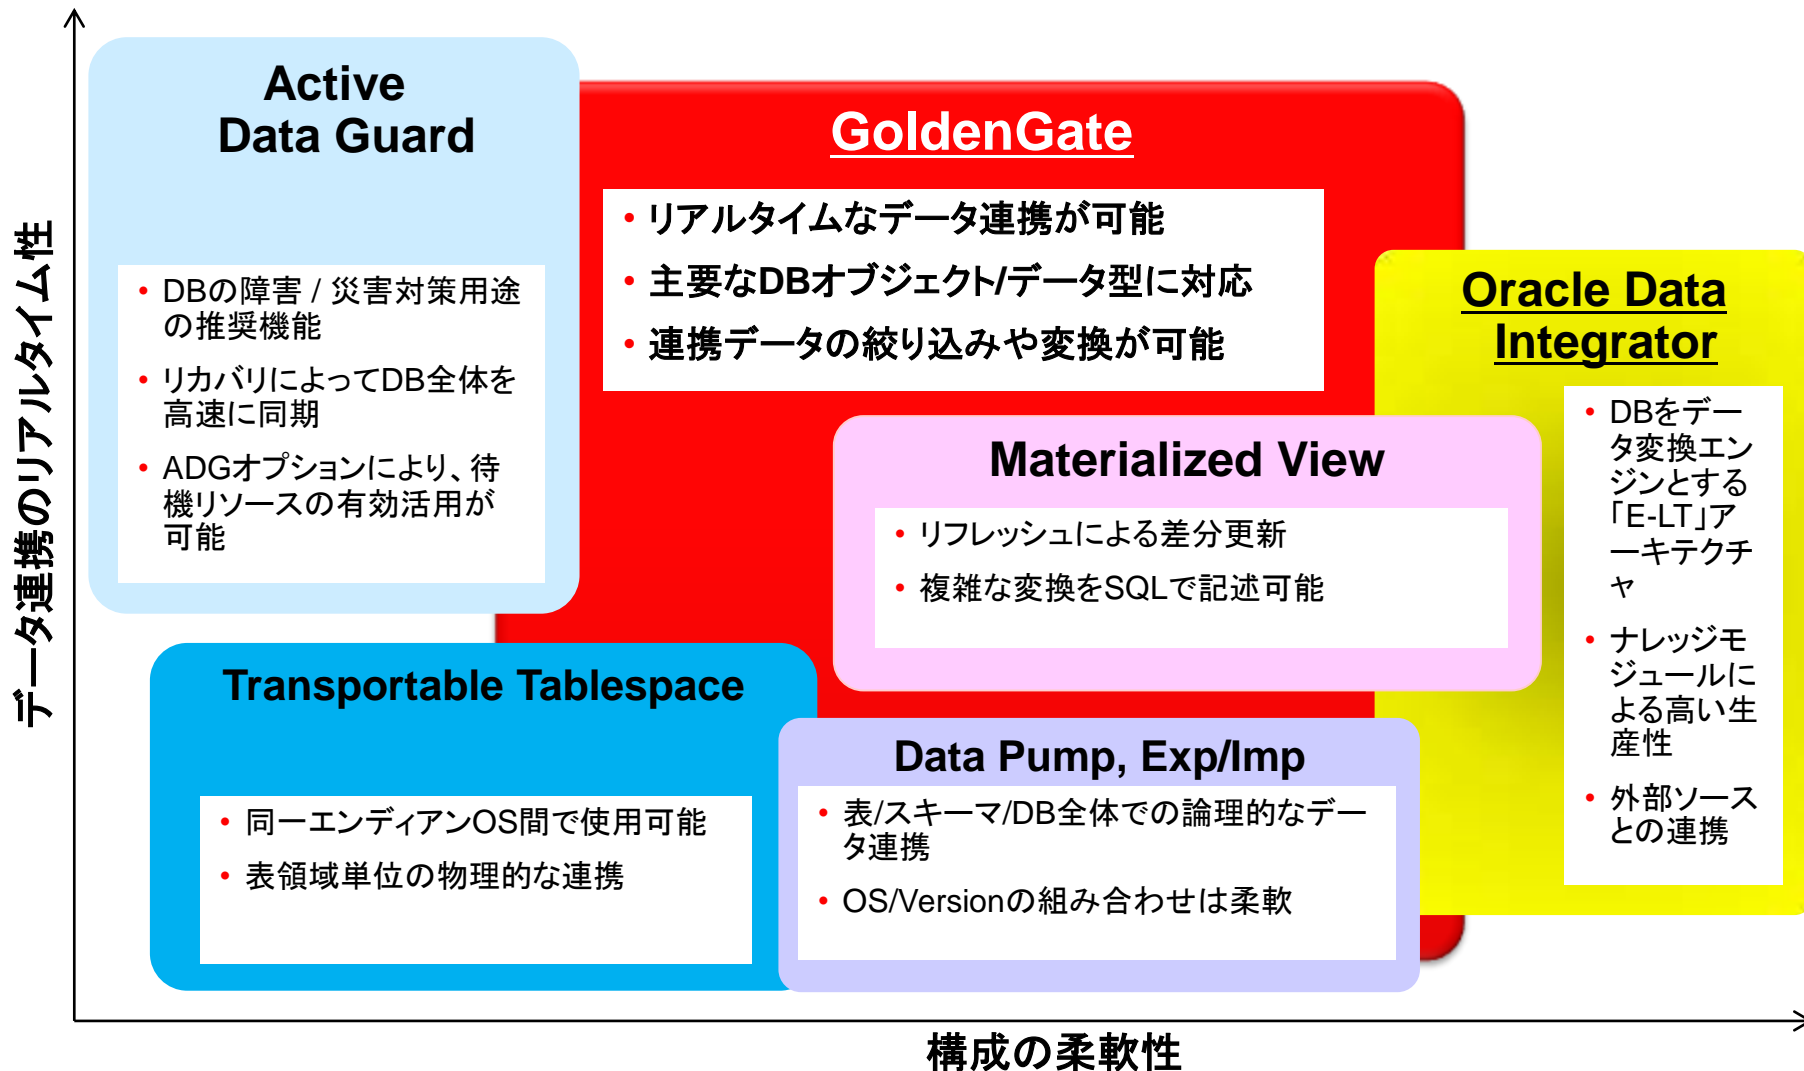 データ連携のリアルタイム性
Active
Data Guard
• DBの障害 / 災害対策用途
の推奨機能
• リカバリによってDB全体を
高速に同期
• ADGオプションにより、待
機リソースの有効活用が
可能
GoldenGate
• リアルタイムなデータ連携が可能
• 主要なDBオブジェクト/データ型に対応
• 連携データの絞り込みや変換が可能
Oracle Data
Integrator
• DBをデー
タ変換エン
ジンとする
「E-LT」ア
ーキテクチ
ャ
• ナレッジモ
ジュールに
よる高い生
産性
• 外部ソース
との連携
Materialized View
• リフレッシュによる差分更新
• 複雑な変換をSQLで記述可能
Transportable Tablespace
• 同一エンディアンOS間で使用可能
• 表領域単位の物理的な連携
Data Pump, Exp/Imp
• 表/スキーマ/DB全体での論理的なデー
タ連携
• OS/Versionの組み合わせは柔軟
構成の柔軟性